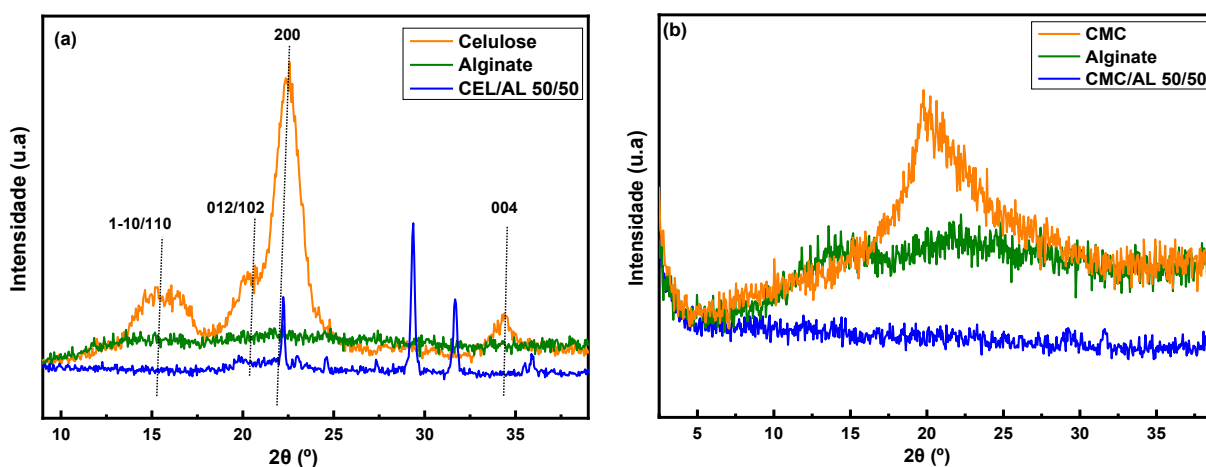 (a)
200
Celulose
Alginate
CEL/AL 50/50
1-10/110
012/102
004
Intensidade (u.a)
10 15 20 25 30 35
2θ (º)
(b)
CMC
Alginate
CMC/AL 50/50
Intensidade (u.a)
5 10 15 20 25 30 35
2θ (º)